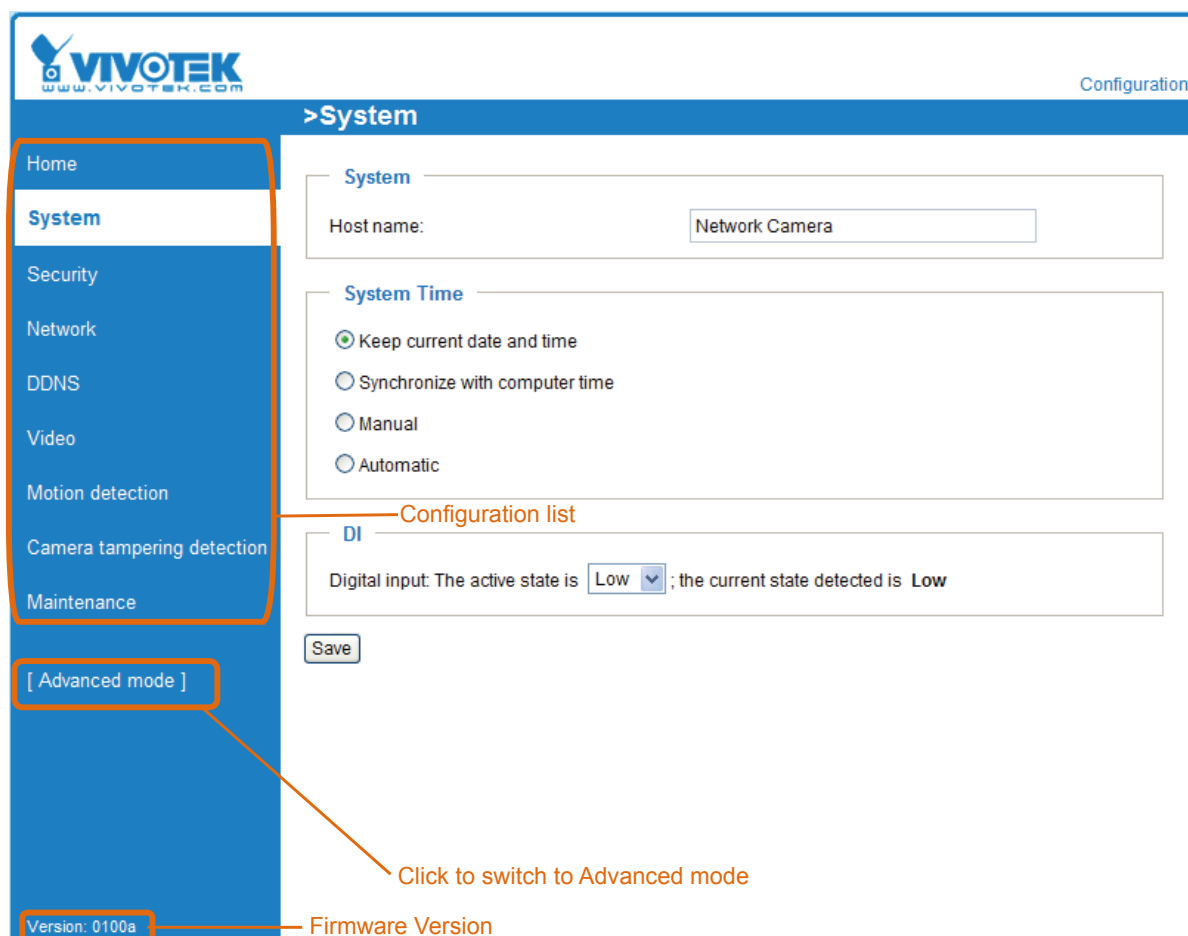 VIVOTEK
www.vivotek.com
Configuration
>System
Home
System
Security
Network
DDNS
Video
Motion detection
Camera tampering detection
Maintenance
[ Advanced mode ]
Version: 0100a
System
Host name: Network Camera
System Time
Keep current date and time
Synchronize with computer time
Manual
Automatic
Configuration list
DI
Digital input: The active state is Low ; the current state detected is Low
Save
Click to switch to Advanced mode
Firmware Version